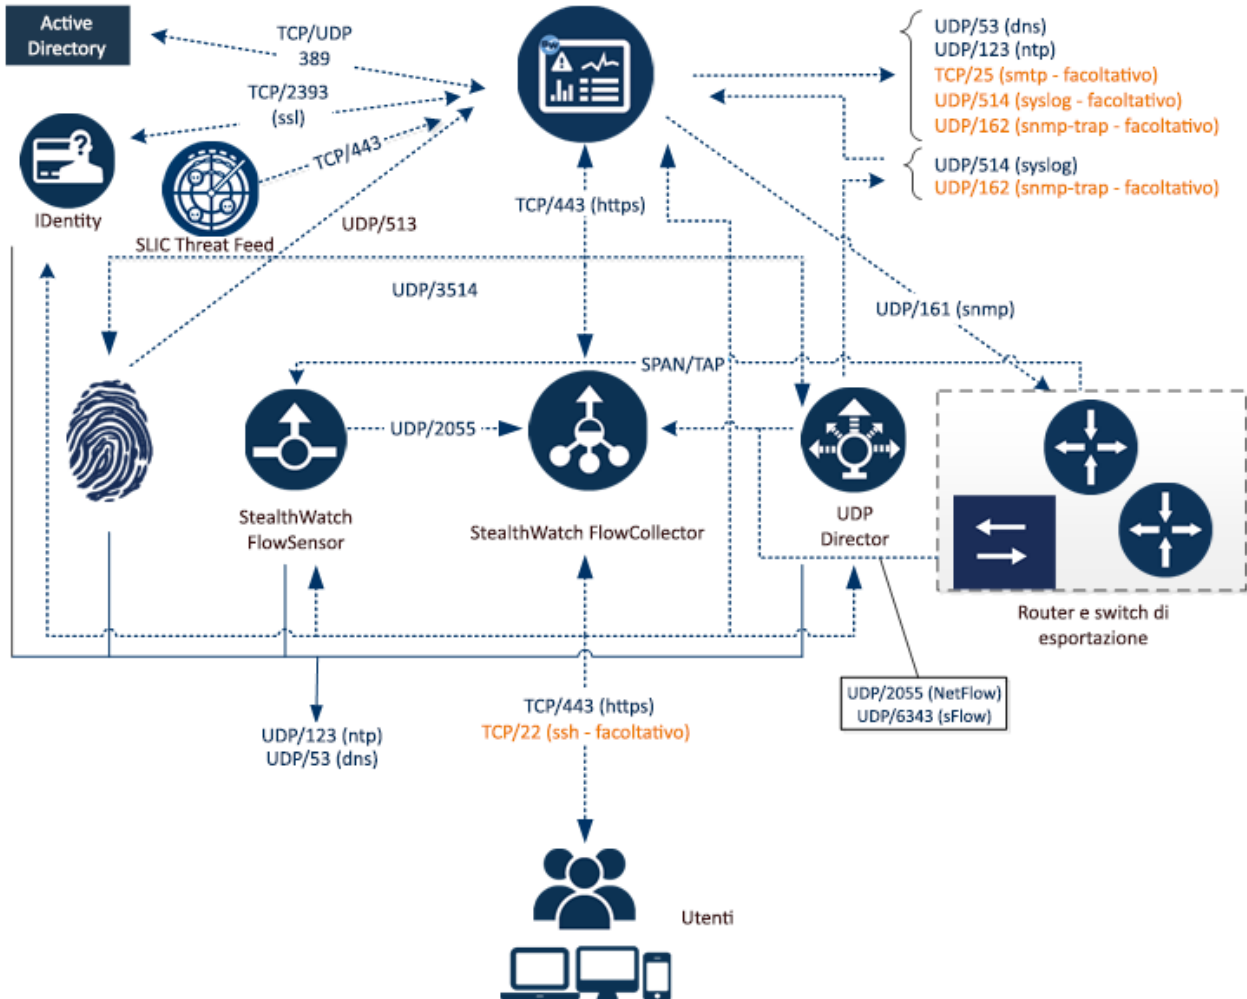 Active
Directory
TCP/UDP
389
TCP/2393
(ssl)
TCP/443
IDentity
SLIC Threat Feed
UDP/513
PW
TCP/443 (https)
UDP/53 (dns)
UDP/123 (ntp)
TCP/25 (smtp - facoltativo)
UDP/514 (syslog - facoltativo)
UDP/162 (snmp-trap - facoltativo)
UDP/514 (syslog)
UDP/162 (snmp-trap - facoltativo)
UDP/3514
UDP/161 (snmp)
SPAN/TAP
UDP/2055
StealthWatch
FlowSensor
StealthWatch FlowCollector
UDP
Director
Router e switch di
esportazione
UDP/2055 (NetFlow)
UDP/6343 (sFlow)
TCP/443 (https)
TCP/22 (ssh - facoltativo)
UDP/123 (ntp)
UDP/53 (dns)
Utenti